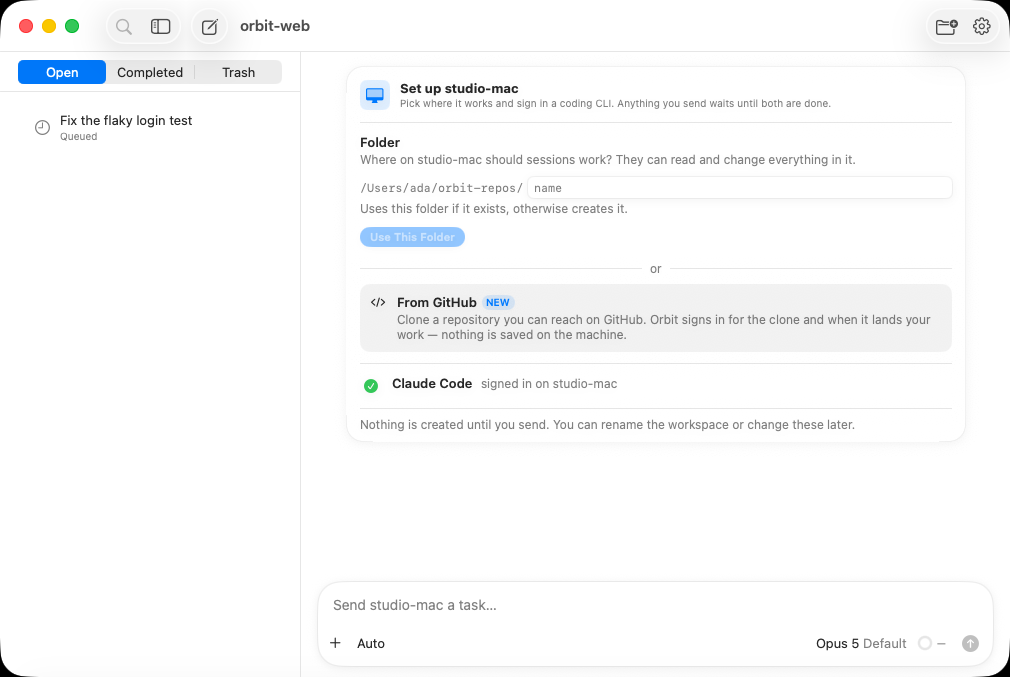 orbit-web
Open
Completed
Trash
Fix the flaky login test
Queued
Set up studio-mac
Pick where it works and sign in a coding CLI. Anything you send waits until both are done.
Folder
Where on studio-mac should sessions work? They can read and change everything in it.
/Users/ada/orbit-repos/ name
Uses this folder if it exists, otherwise creates it.
Use This Folder
or
From GitHub NEW
Clone a repository you can reach on GitHub. Orbit signs in for the clone and when it lands your
work — nothing is saved on the machine.
Claude Code signed in on studio-mac
Nothing is created until you send. You can rename the workspace or change these later.
Send studio-mac a task...
+ Auto
Opus 5 Default –